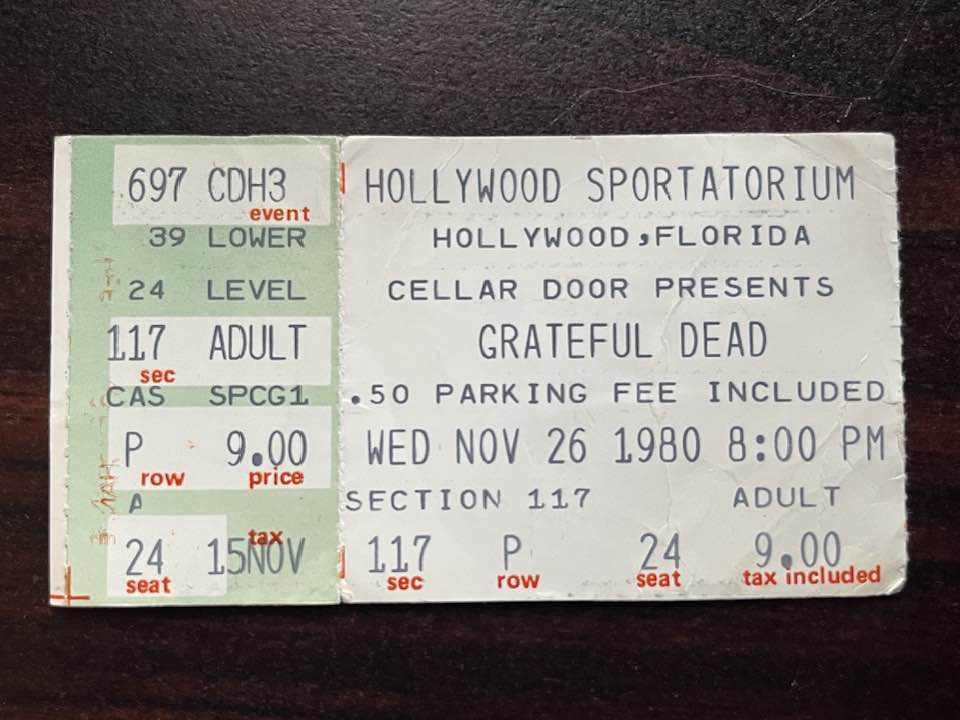 697 CDH3
event
39 LOWER
24 LEVEL
117 ADULT
sec
CAS SPCG1
P 9.00
row price
A
tax
24 15NOV
seat
HOLLYWOOD SPORTATORIUM
HOLLYWOOD,FLORIDA
CELLAR DOOR PRESENTS
GRATEFUL DEAD
.50 PARKING FEE INCLUDED
WED NOV 26 1980 8:00 PM
SECTION 117 ADULT
117 P 24 9.00
sec row seat tax included